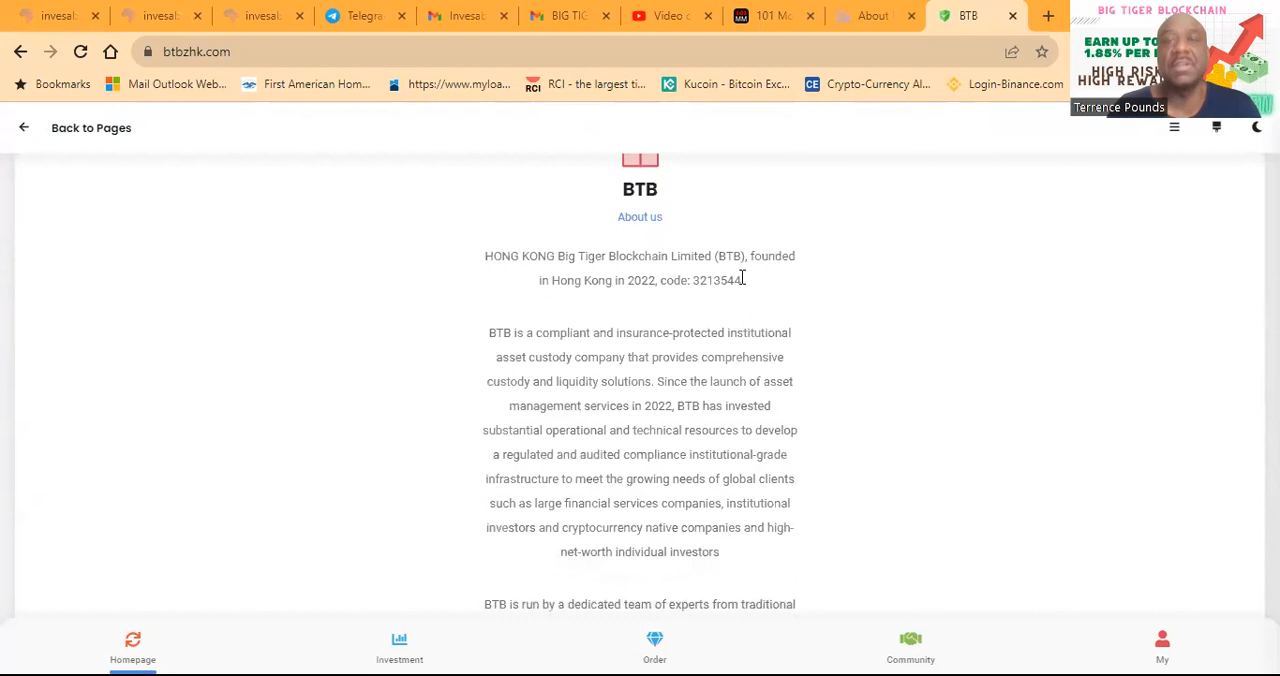 invesal
invesal
invesal
Telegra
Invesab
BIG TIG
Video c
101 Mo
About
BTB
btbzhk.com
Bookmarks
Mail Outlook Web...
First American Hom...
https://www.myloa...
RCI - the largest ti...
Kucoin - Bitcoin Exc...
Crypto-Currency Al...
Login-Binance.com
BIG TIGER BLOCKCHAIN
EARN UP TO
1.85% PER
HIGH RISK
HIGH REWA
Terrence Pounds
Back to Pages
BTB
About us
HONG KONG Big Tiger Blockchain Limited (BTB), founded
in Hong Kong in 2022, code: 3213544
BTB is a compliant and insurance-protected institutional
asset custody company that provides comprehensive
custody and liquidity solutions. Since the launch of asset
management services in 2022, BTB has invested
substantial operational and technical resources to develop
a regulated and audited compliance institutional-grade
infrastructure to meet the growing needs of global clients
such as large financial services companies, institutional
investors and cryptocurrency native companies and high-
net-worth individual investors
BTB is run by a dedicated team of experts from traditional
Homepage
Investment
Order
Community
My